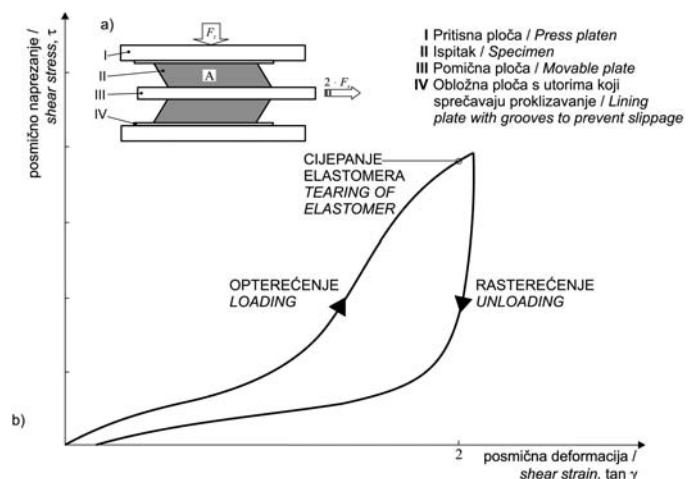 a)
F_z
I
II
III
IV
A
2 · F_x
I Pritisna ploča / Press platen
II Ispitak / Specimen
III Pomična ploča / Movable plate
IV Obložna ploča s utorima koji
sprečavaju proklizavanje / Lining
plate with grooves to prevent slippage
posmično naprezanje /
shear stress, τ
CIJEPANJE
ELASTOMERA
TEARING OF
ELASTOMER
OPTEREĆENJE
LOADING
RASTEREĆENJE
UNLOADING
b)
2
posmična deformacija /
shear strain, tan γ